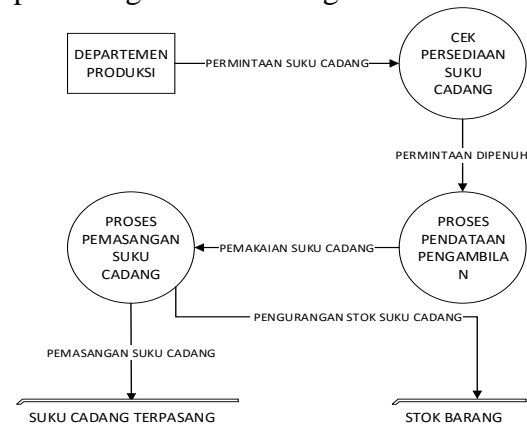 DEPARTEMEN
PRODUKSI
PERMINTAAN SUKU CADANG
CEK
PERSEDIAAN
SUKU
CADANG
PERMINTAAN DIPENUH
PROSES
PEMASANGAN
SUKU
CADANG
PEMAKAIAN SUKU CADANG
PROSES
PENDATAAN
PENGAMBILA
N
PENGURANGAN STOK SUKU CADANG
PEMASANGAN SUKU CADANG
SUKU CADANG TERPASANG
STOK BARANG